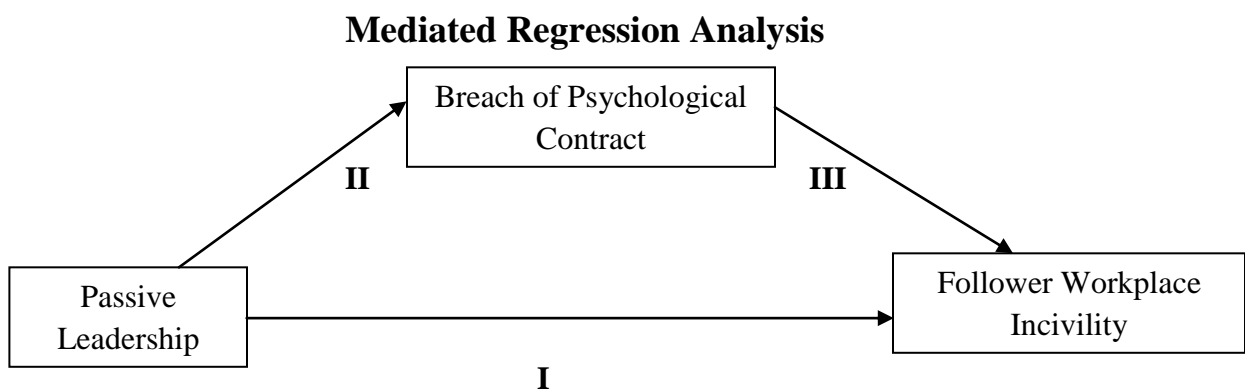 Mediated Regression Analysis
Breach of Psychological
Contract
II
III
Passive
Leadership
Follower Workplace
Incivility
I